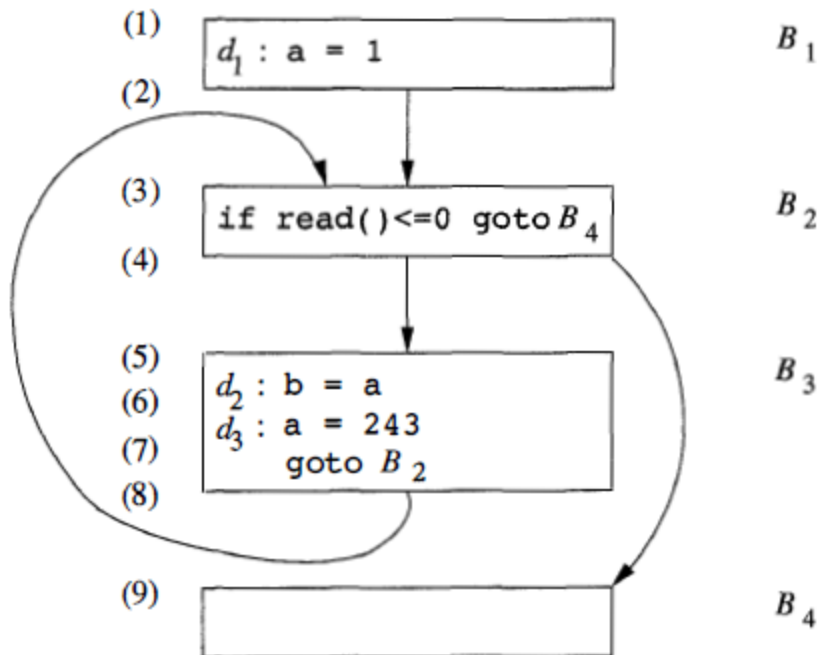 (1)
d1 : a = 1
B1
(2)
(3)
if read()<=0 goto B4
B2
(4)
(5)
d2 : b = a
B3
(6)
d3 : a = 243
(7)
goto B2
(8)
(9)
B4